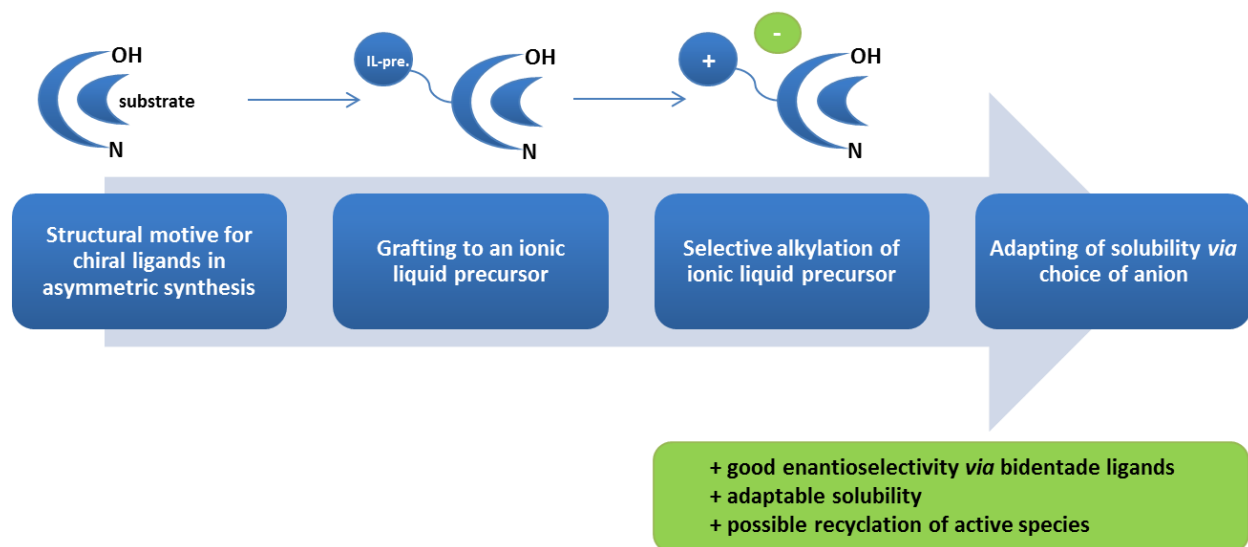 OH
substrate
N
IL-pre.
OH
N
+
-
OH
N
Structural motive for
chiral ligands in
asymmetric synthesis
Grafting to an ionic
liquid precursor
Selective alkylation of
ionic liquid precursor
Adapting of solubility via
choice of anion
+ good enantioselectivity via bidentade ligands
+ adaptable solubility
+ possible recyclation of active species